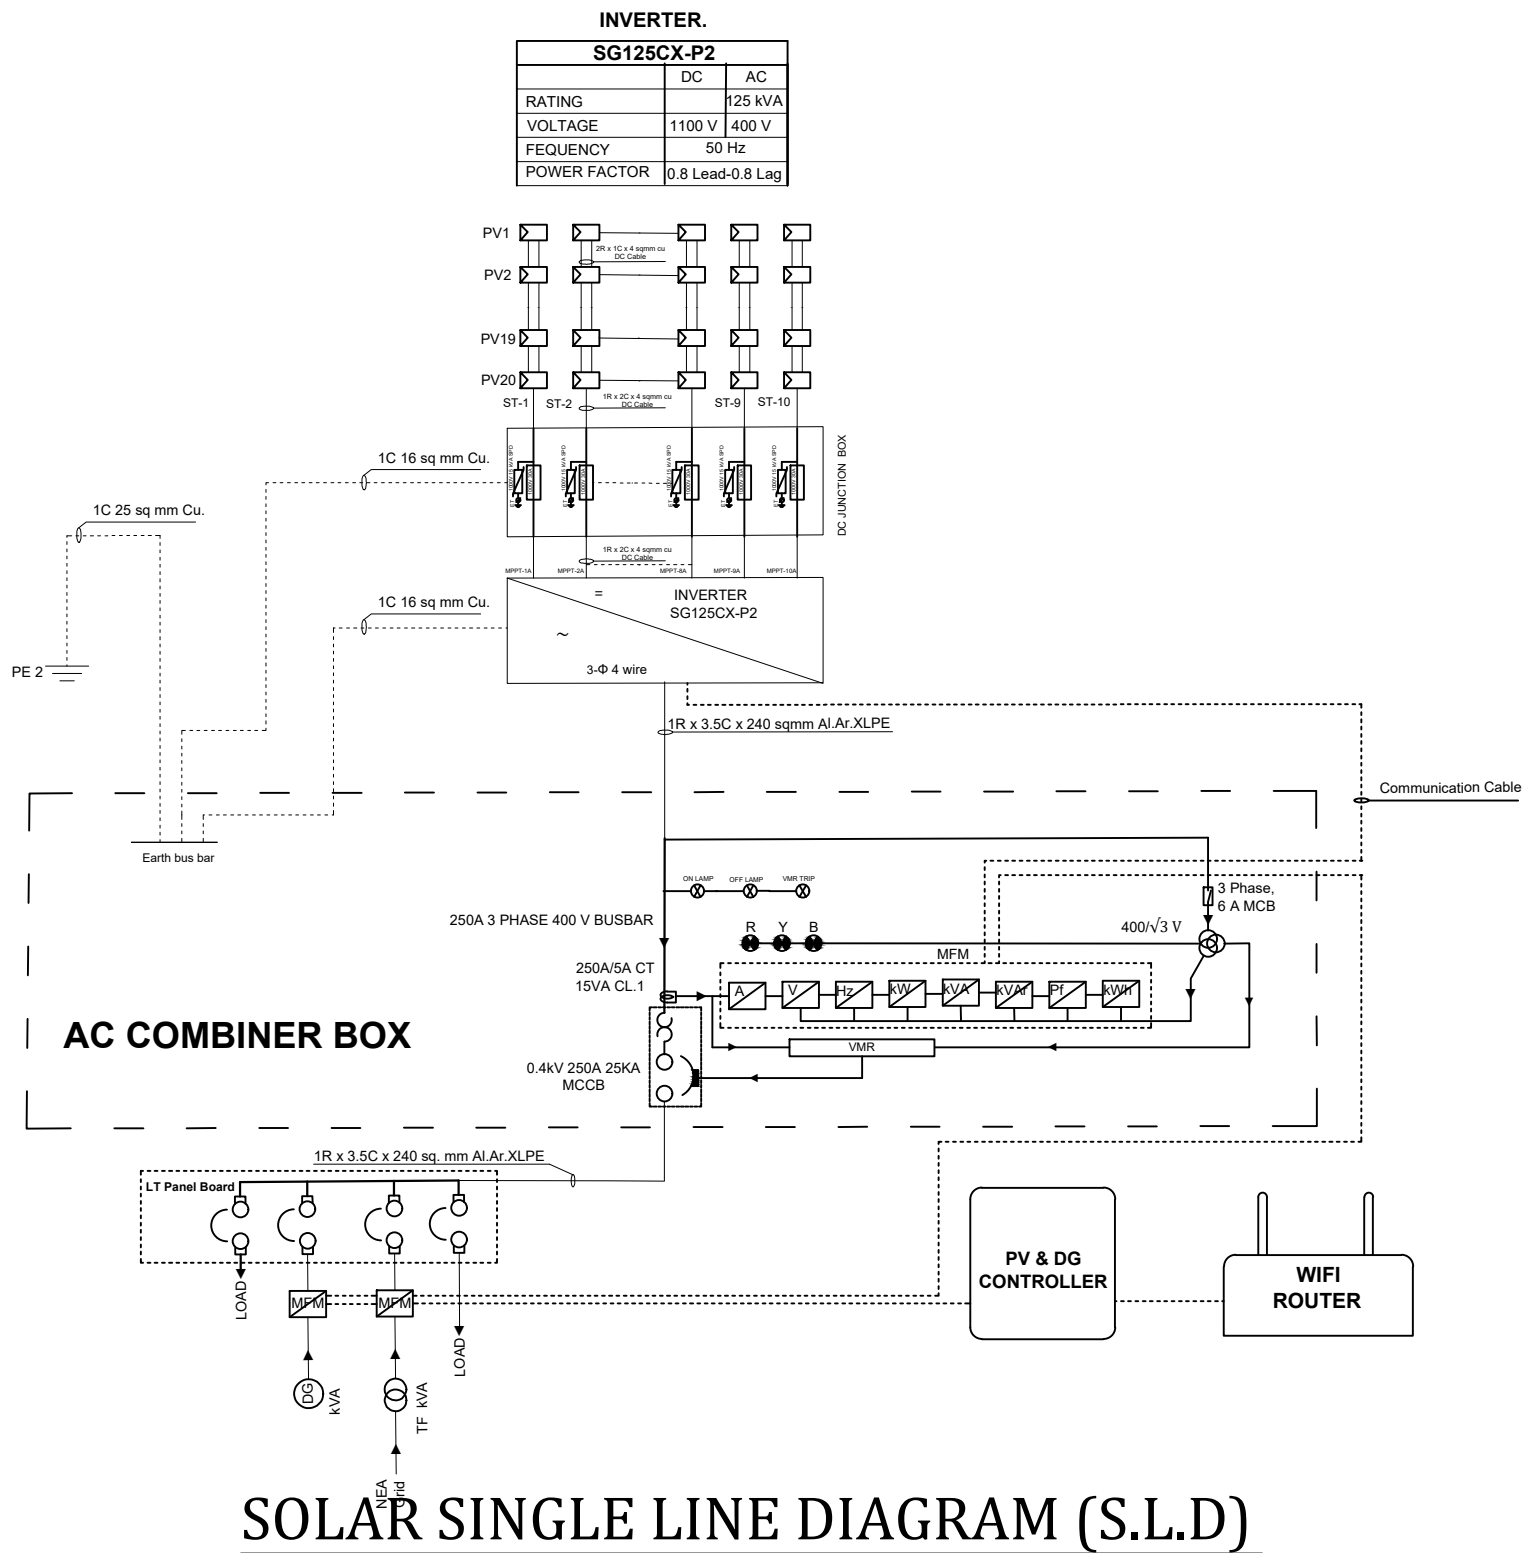 INVERTER.
SG125CX-P2
DC AC
RATING 125 kVA
VOLTAGE 1100 V 400 V
FEQUENCY 50 Hz
POWER FACTOR 0.8 Lead-0.8 Lag
PV1
2R x 1C x 4 sqmm cu
DC Cable
PV2
PV19
PV20
ST-1 ST-2 ST-9 ST-10
1R x 2C x 4 sqmm cu
DC Cable
1C 16 sq mm Cu.
DC JUNCTION BOX
1C 25 sq mm Cu.
1R x 2C x 4 sqmm cu
DC Cable
MPPT-1A MPPT-2A MPPT-8A MPPT-9A MPPT-10A
= INVERTER
SG125CX-P2
~
3-Φ 4 wire
1C 16 sq mm Cu.
PE 2
1R x 3.5C x 240 sqmm Al.Ar.XLPE
Communication Cable
Earth bus bar
ON LAMP OFF LAMP VMR TRIP
3 Phase,
6 A MCB
250A 3 PHASE 400 V BUSBAR
R Y B
400/√3 V
MFM
250A/5A CT
15VA CL.1
A V Hz kW kVA kVAr Pf kWh
AC COMBINER BOX
VMR
0.4kV 250A 25KA
MCCB
1R x 3.5C x 240 sq. mm Al.Ar.XLPE
LT Panel Board
LOAD
MFM
MFM
LOAD
DG
kVA
TF kVA
NEA
Grid
PV & DG
CONTROLLER
WIFI
ROUTER
SOLAR SINGLE LINE DIAGRAM (S.L.D)